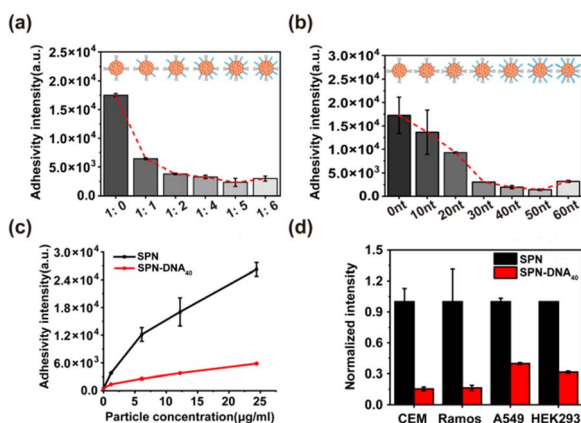 (a)
Adhesivity intensity(a.u.)
2.5×10⁴
2.0×10⁴
1.5×10⁴
1.0×10⁴
5.0×10³
0.0
1: 0
1: 1
1: 2
1: 4
1: 5
1: 6
(b)
Adhesivity intensity(a.u.)
3.0×10⁴
2.5×10⁴
2.0×10⁴
1.5×10⁴
1.0×10⁴
5.0×10³
0.0
0nt
10nt
20nt
30nt
40nt
50nt
60nt
(c)
Adhesivity intensity(a.u.)
3.0×10⁴
2.4×10⁴
1.8×10⁴
1.2×10⁴
6.0×10³
0.0
SPN
SPN-DNA₄₀
0 5 10 15 20 25
Particle concentration(μg/ml)
(d)
Normalized intensity
1.5
1.2
0.9
0.6
0.3
0.0
SPN
SPN-DNA₄₀
CEM Ramos A549 HEK293